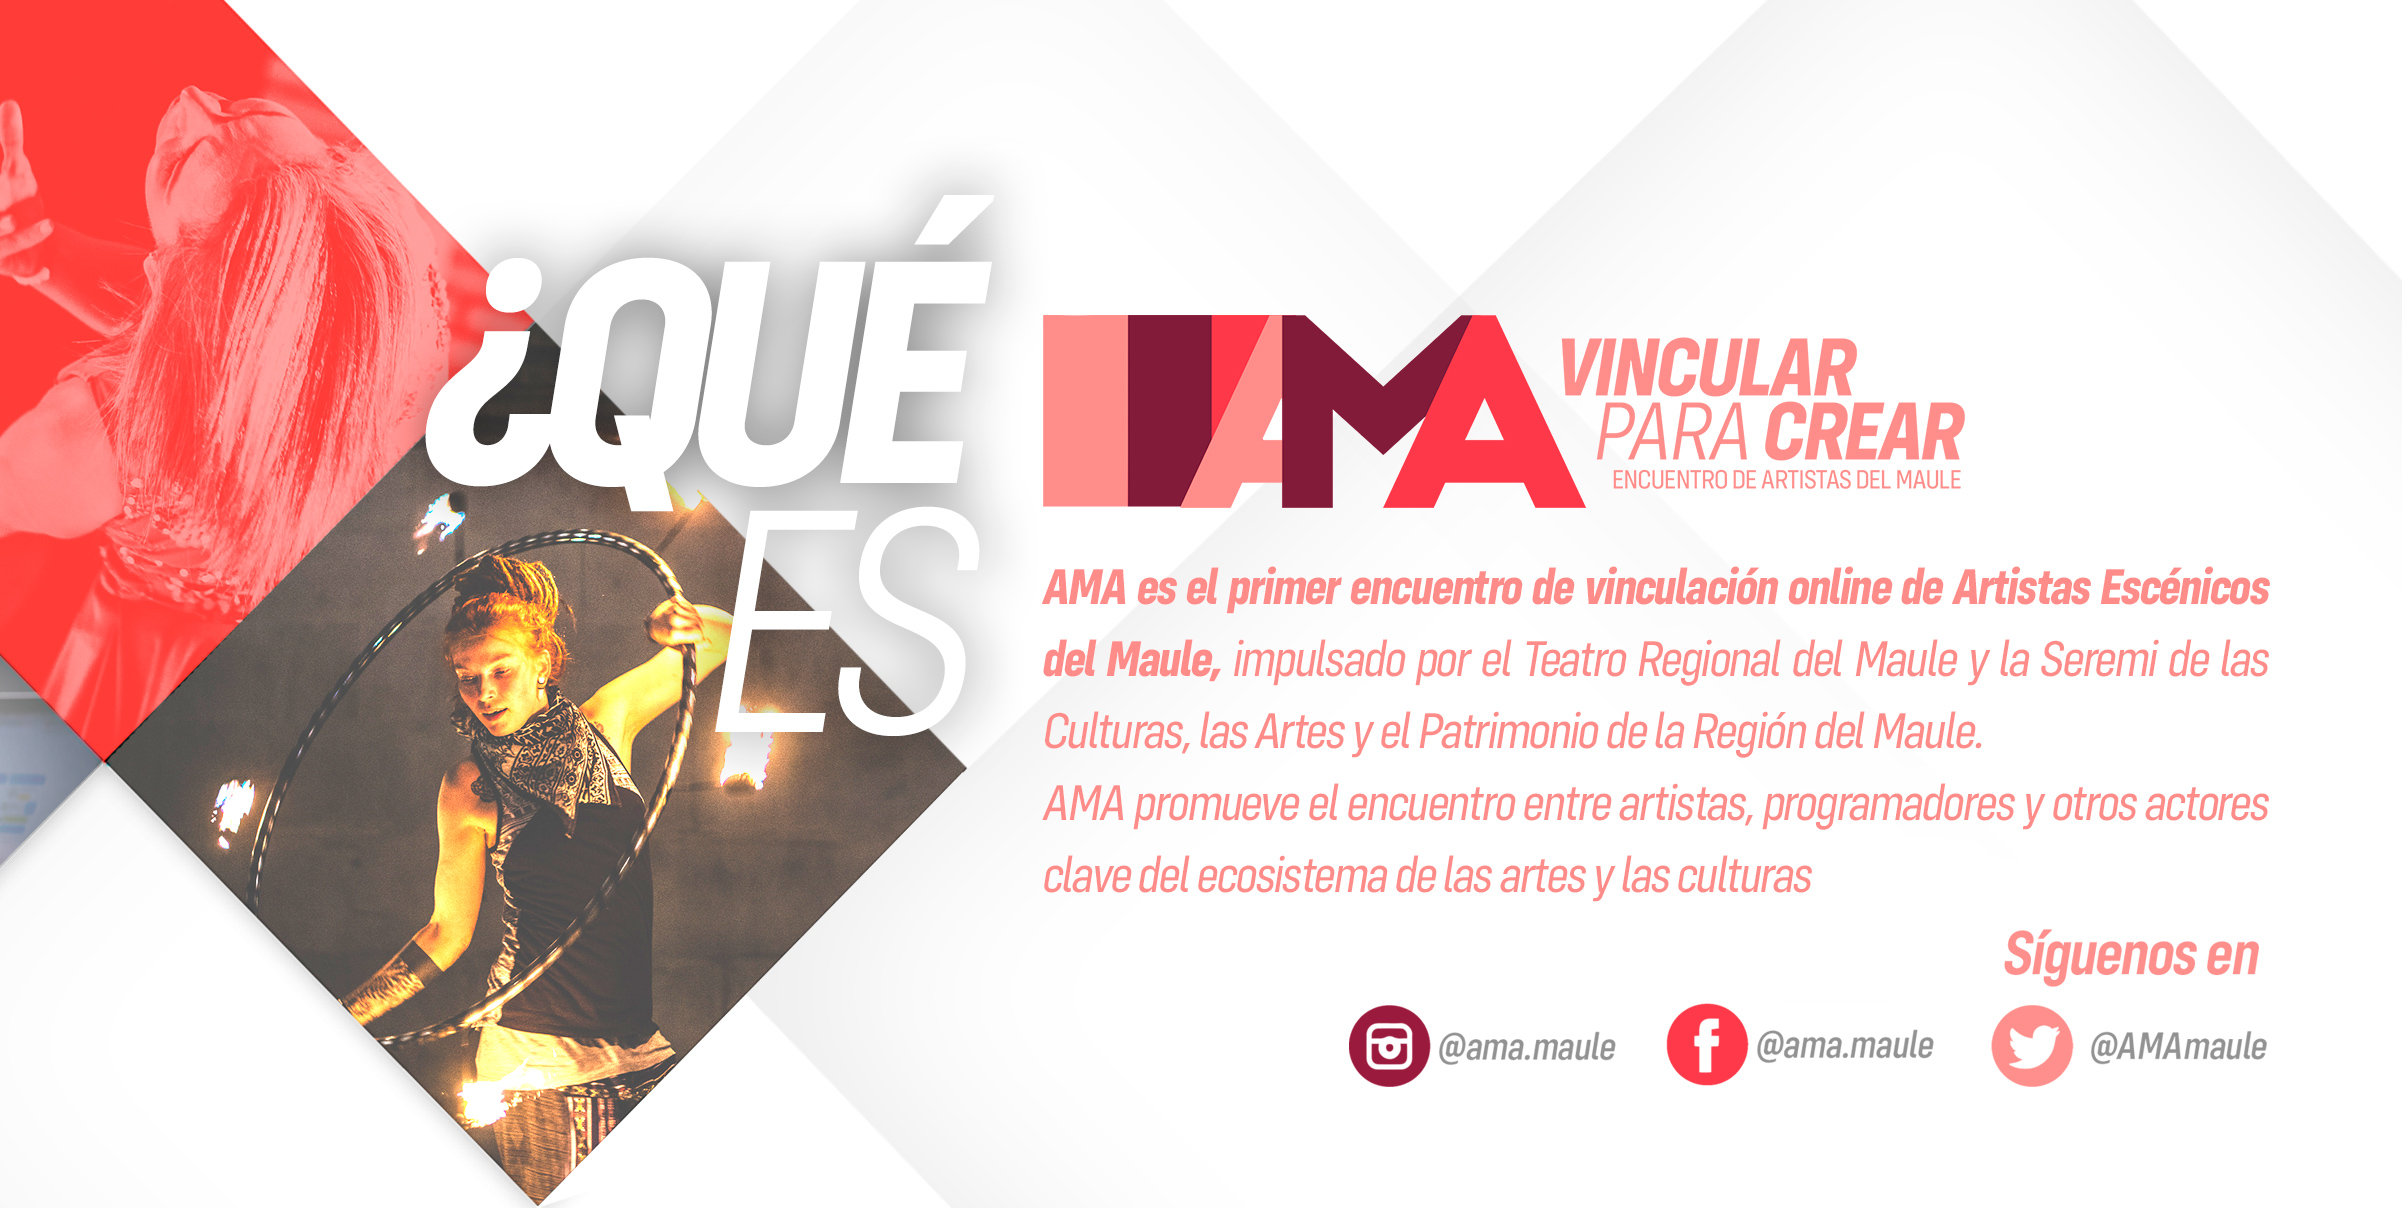 ¿QUÉ
ES
AMA
VINCULAR
PARA CREAR
ENCUENTRO DE ARTISTAS DEL MAULE
AMA es el primer encuentro de vinculación online de Artistas Escénicos
del Maule, impulsado por el Teatro Regional del Maule y la Seremi de las
Culturas, las Artes y el Patrimonio de la Región del Maule.
AMA promueve el encuentro entre artistas, programadores y otros actores
clave del ecosistema de las artes y las culturas
Síguenos en
@ama.maule
@ama.maule
@AMAmaule